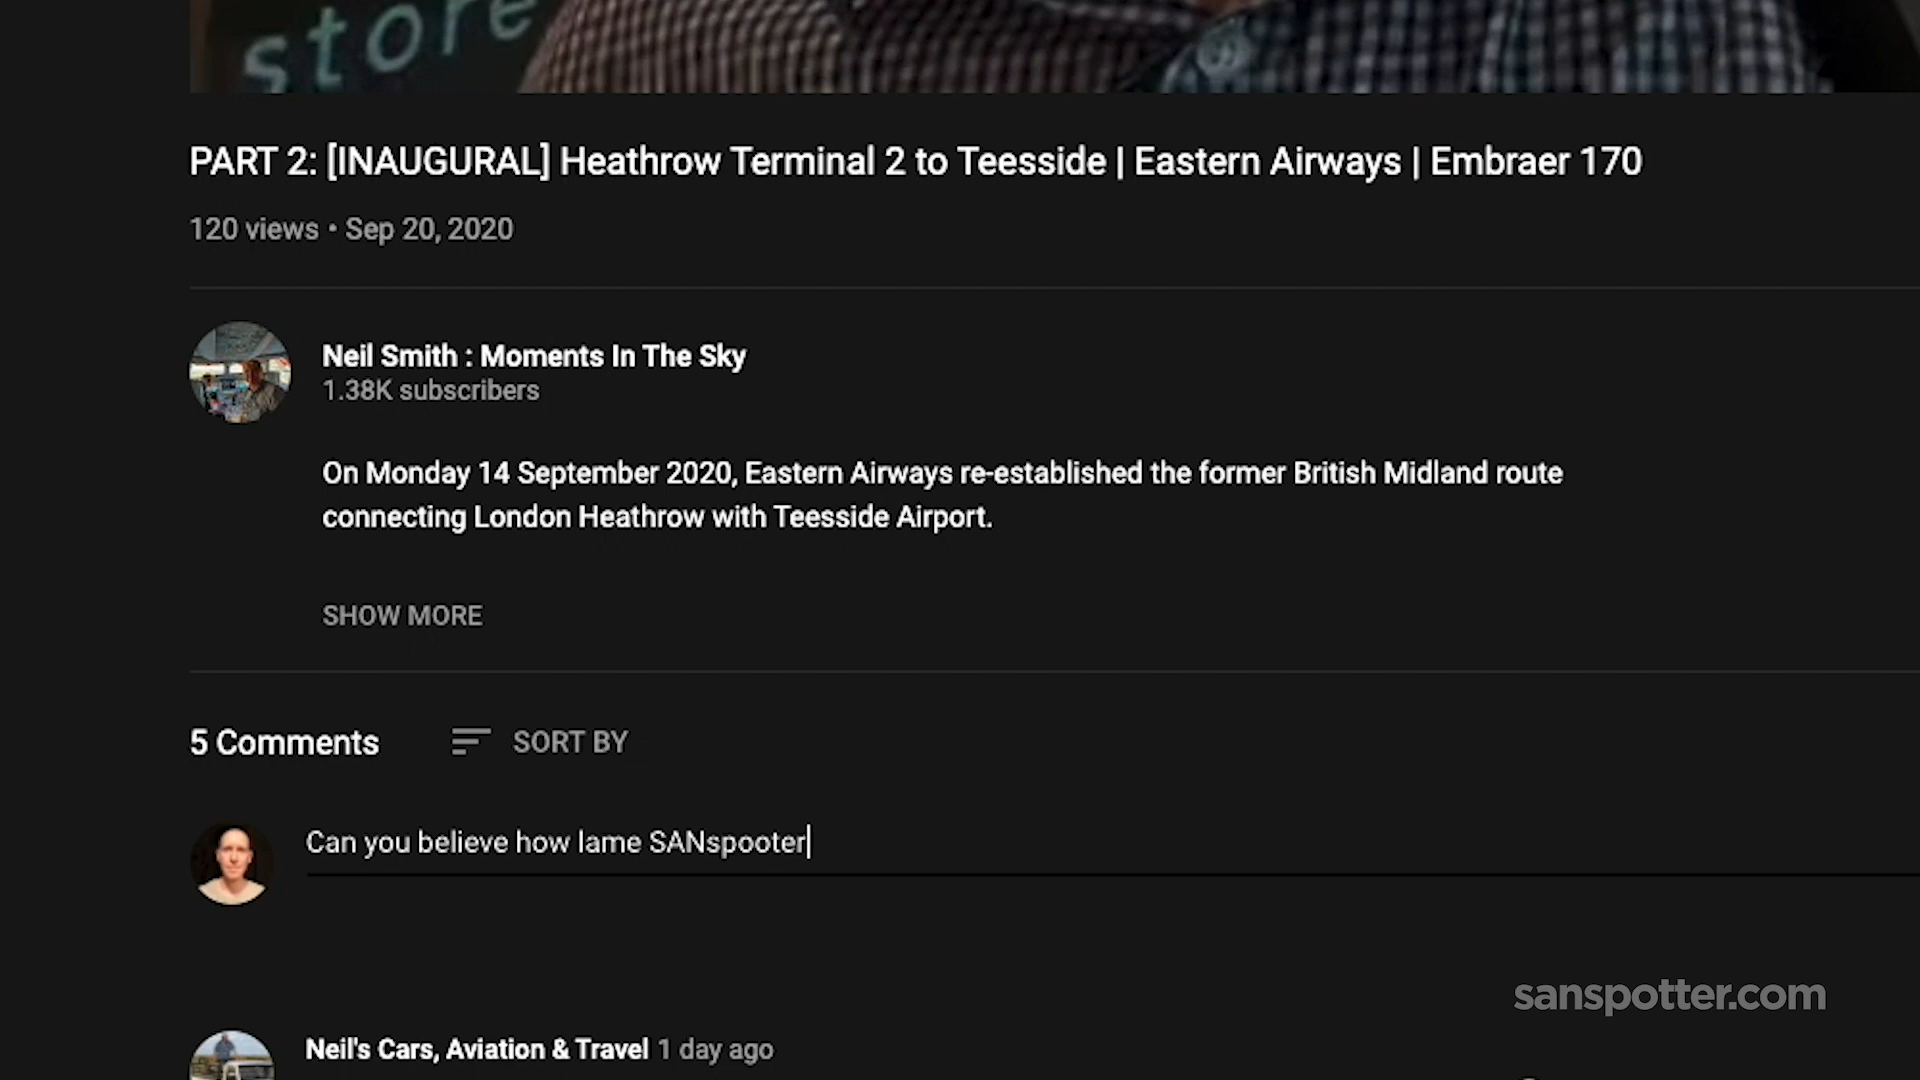 store
PART 2: [INAUGURAL] Heathrow Terminal 2 to Teesside | Eastern Airways | Embraer 170
120 views • Sep 20, 2020
Neil Smith : Moments In The Sky
1.38K subscribers
On Monday 14 September 2020, Eastern Airways re-established the former British Midland route
connecting London Heathrow with Teesside Airport.
SHOW MORE
5 Comments SORT BY
Can you believe how lame SANspooter
sanspotter.com
Neil's Cars, Aviation & Travel 1 day ago